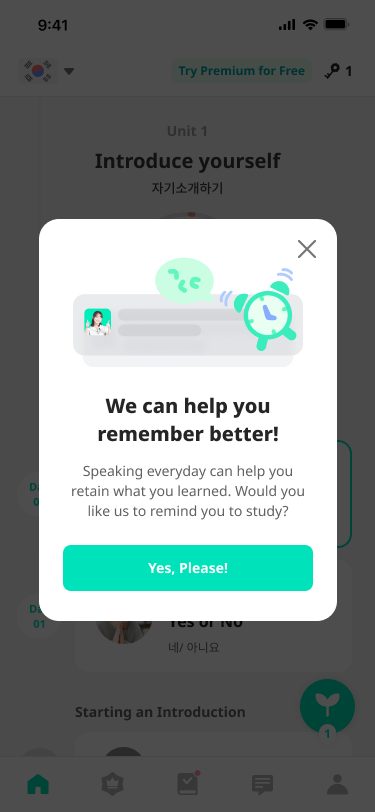 9:41
Try Premium for Free
1
Unit 1
Introduce yourself
자기소개하기
We can help you
remember better!
Speaking everyday can help you
retain what you learned. Would you
like us to remind you to study?
Yes, Please!
01
Yes or No
네/ 아니요
Starting an Introduction
1